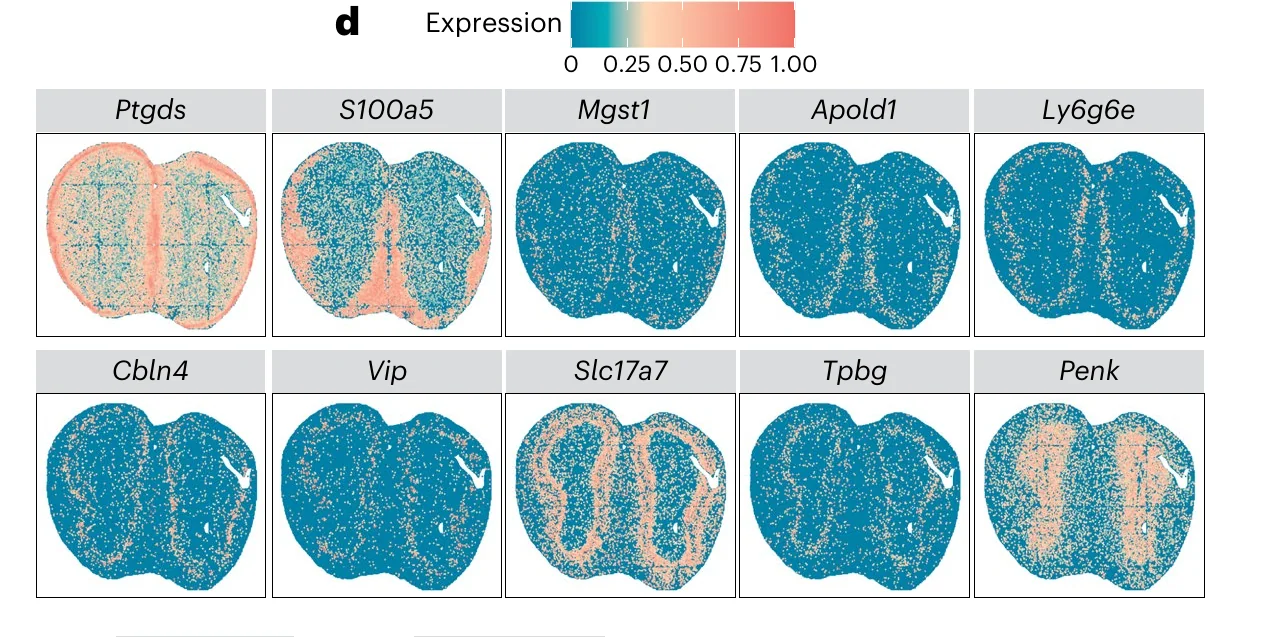 d Expression
0 0.25 0.50 0.75 1.00
Ptgds S100a5 Mgst1 Apold1 Ly6g6e
Cbln4 Vip Slc17a7 Tpbg Penk